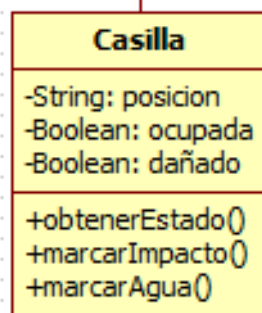 Casilla
-String: posicion
-Boolean: ocupada
-Boolean: dañado
+obtenerEstado()
+marcarImpacto()
+marcarAgua()